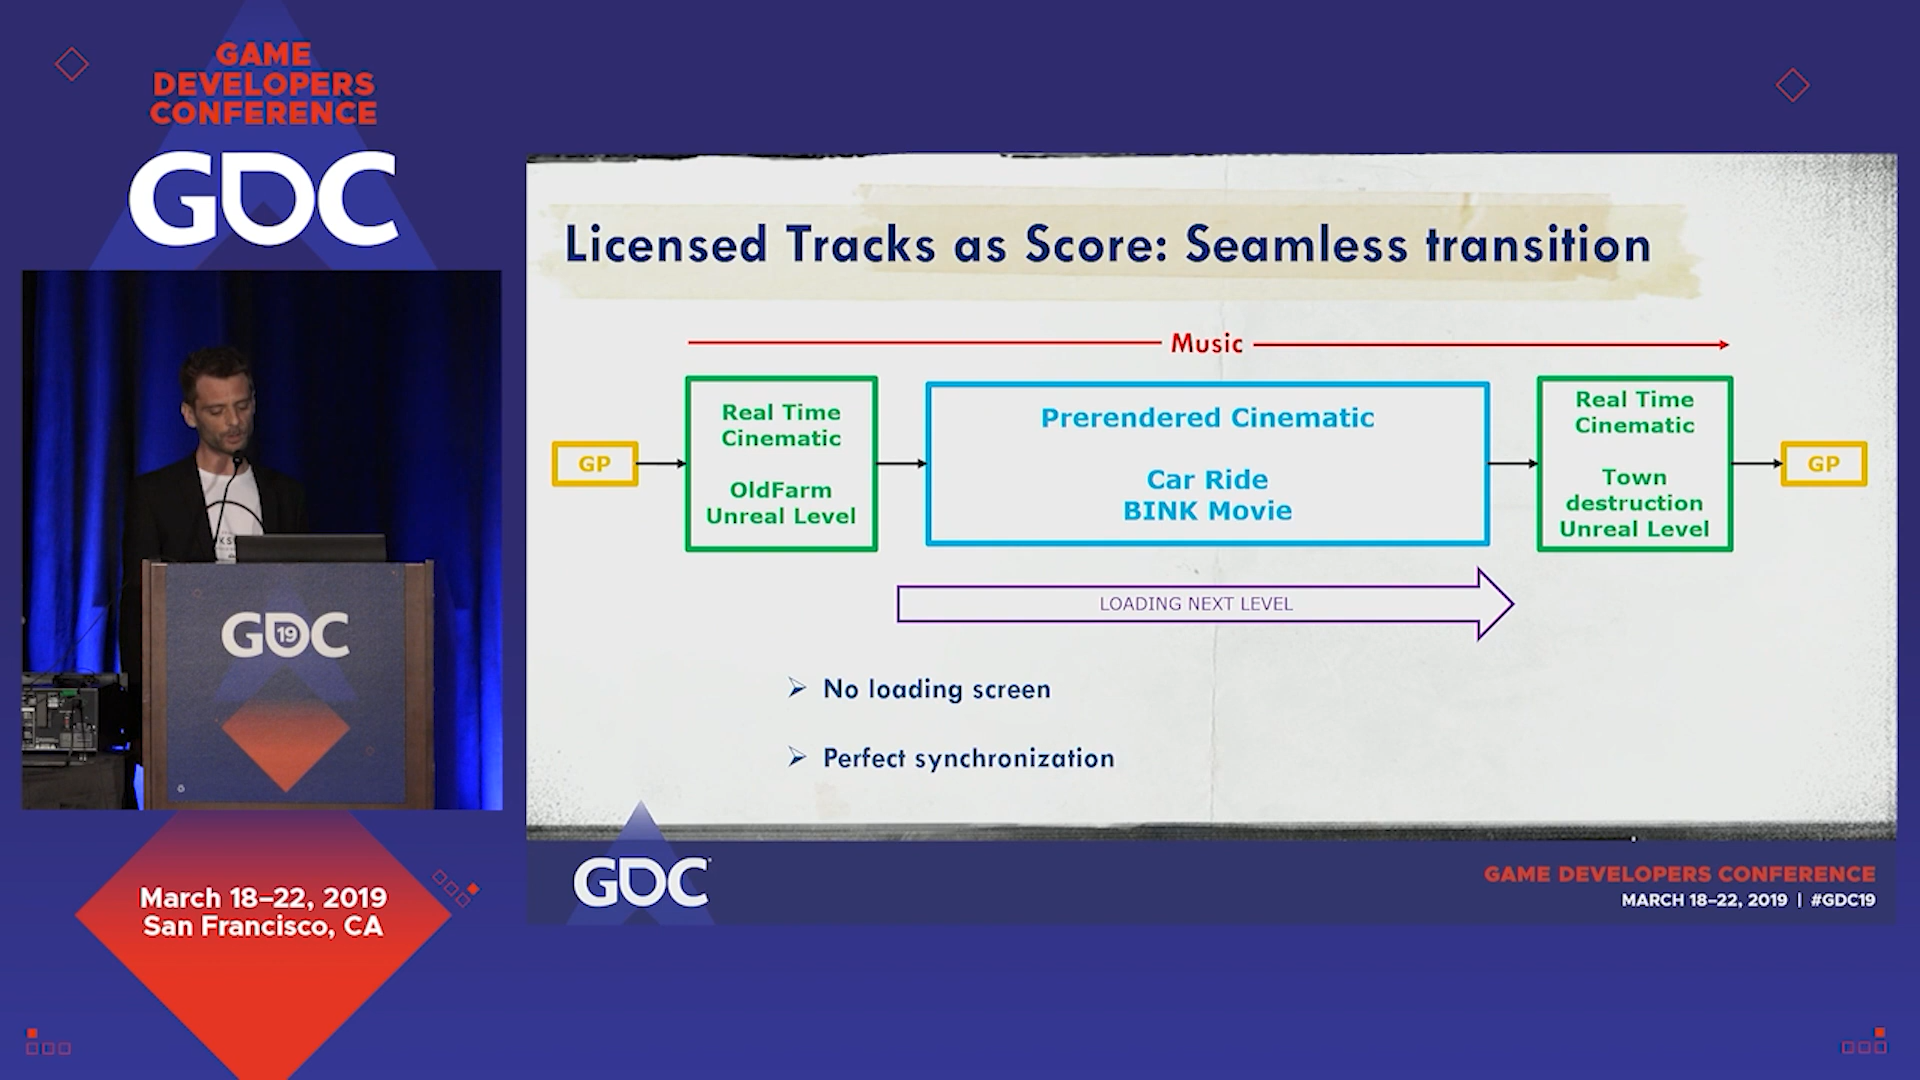 GAME
DEVELOPERS
CONFERENCE
GDC
GDC
19
March 18–22, 2019
San Francisco, CA
Licensed Tracks as Score: Seamless transition
Music
GP
Real Time
Cinematic
OldFarm
Unreal Level
Prerendered Cinematic
Car Ride
BINK Movie
Real Time
Cinematic
Town
destruction
Unreal Level
GP
LOADING NEXT LEVEL
➢ No loading screen
➢ Perfect synchronization
GDC
GAME DEVELOPERS CONFERENCE
MARCH 18–22, 2019 | #GDC19